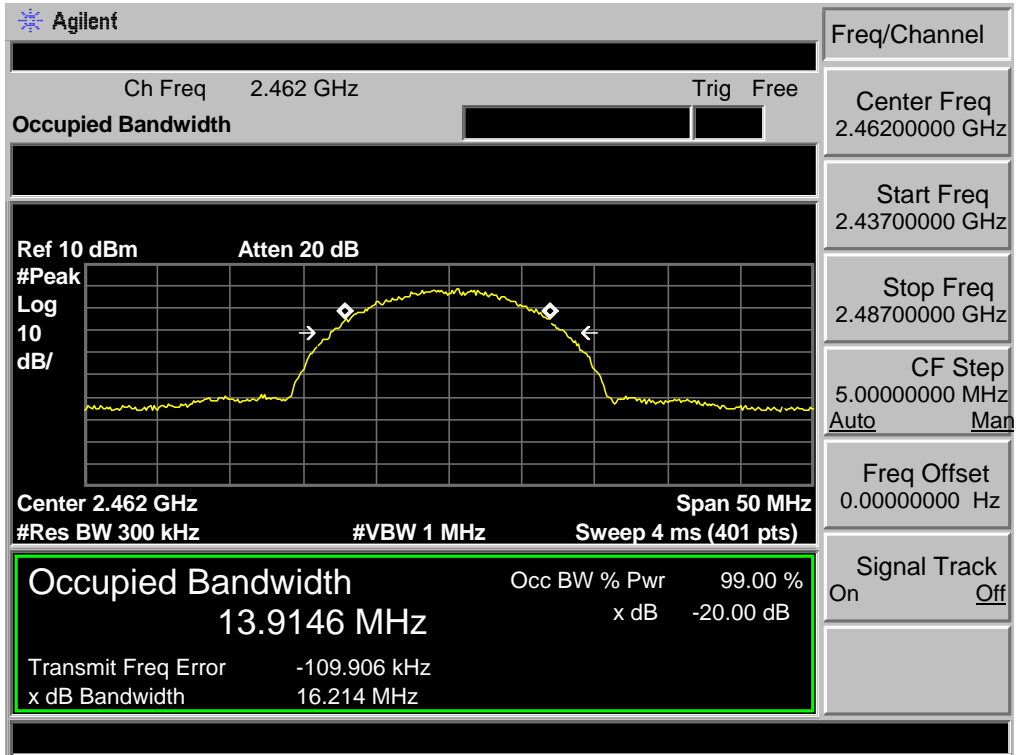 Agilent
Freq/Channel
Ch Freq 2.462 GHz Trig Free
Occupied Bandwidth
Center Freq
2.46200000 GHz
Start Freq
2.43700000 GHz
Stop Freq
2.48700000 GHz
CF Step
5.00000000 MHz
Auto Man
Freq Offset
0.00000000 Hz
Signal Track
On Off
Ref 10 dBm Atten 20 dB
#Peak
Log
10
dB/
Center 2.462 GHz Span 50 MHz
#Res BW 300 kHz #VBW 1 MHz Sweep 4 ms (401 pts)
Occupied Bandwidth Occ BW % Pwr 99.00 %
13.9146 MHz x dB -20.00 dB
Transmit Freq Error -109.906 kHz
x dB Bandwidth 16.214 MHz